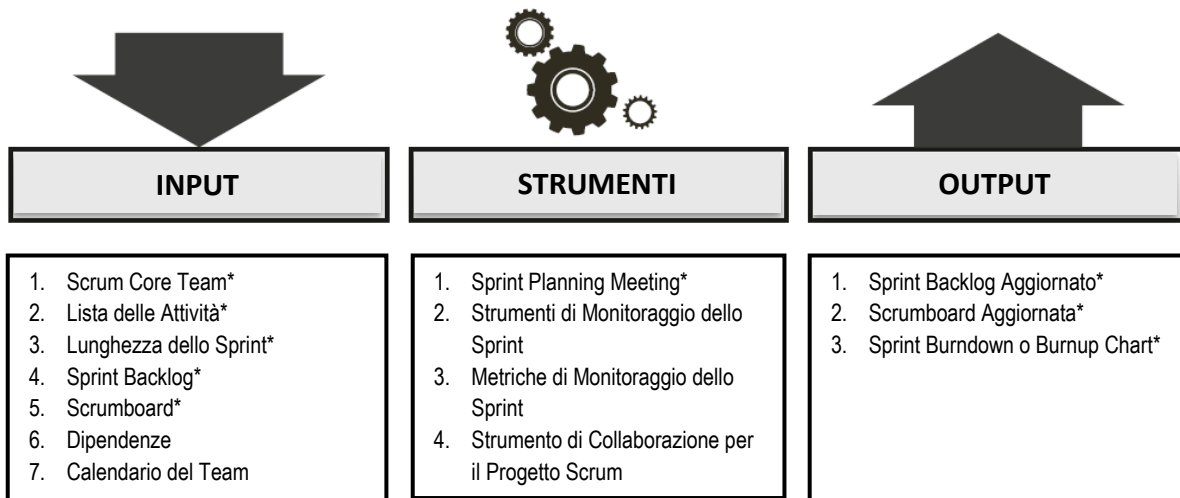 INPUT
STRUMENTI
OUTPUT
1. Scrum Core Team*
2. Lista delle Attività*
3. Lunghezza dello Sprint*
4. Sprint Backlog*
5. Scrumboard*
6. Dipendenze
7. Calendario del Team
1. Sprint Planning Meeting*
2. Strumenti di Monitoraggio dello
Sprint
3. Metriche di Monitoraggio dello
Sprint
4. Strumento di Collaborazione per
il Progetto Scrum
1. Sprint Backlog Aggiornato*
2. Scrumboard Aggiornata*
3. Sprint Burndown o Burnup Chart*